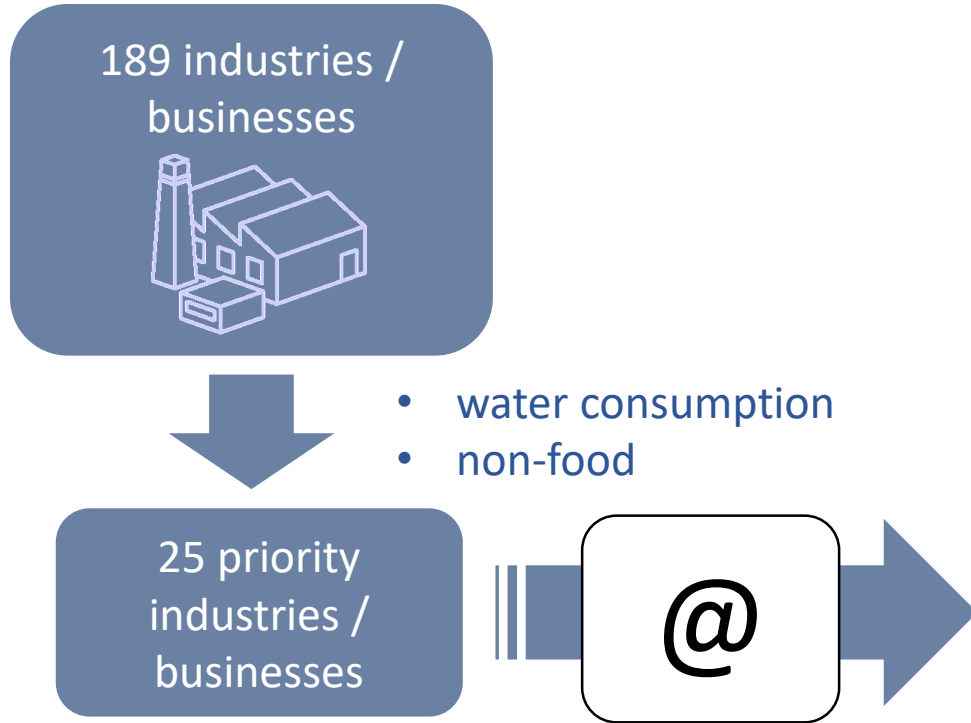 189 industries /
businesses
• water consumption
• non-food
25 priority
industries /
businesses
@